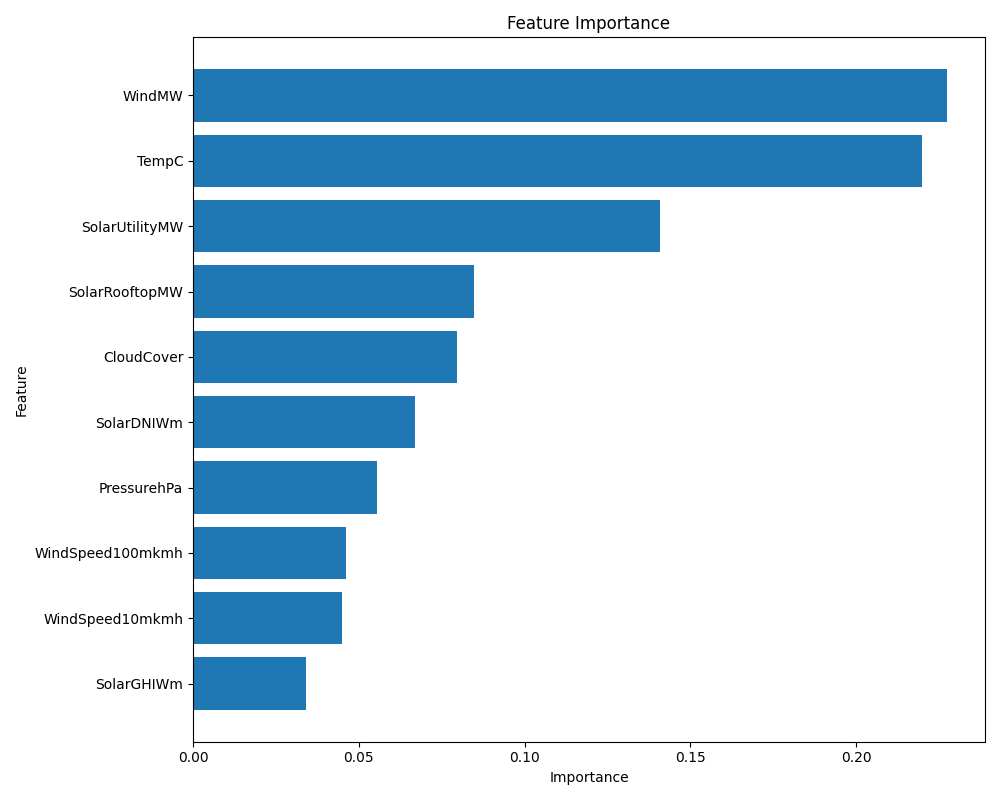 Feature Importance
WindMW
TempC
SolarUtilityMW
SolarRooftopMW
CloudCover
SolarDNIWm
PressurehPa
WindSpeed100mkmh
WindSpeed10mkmh
SolarGHIWm
Feature
0.00 0.05 0.10 0.15 0.20
Importance